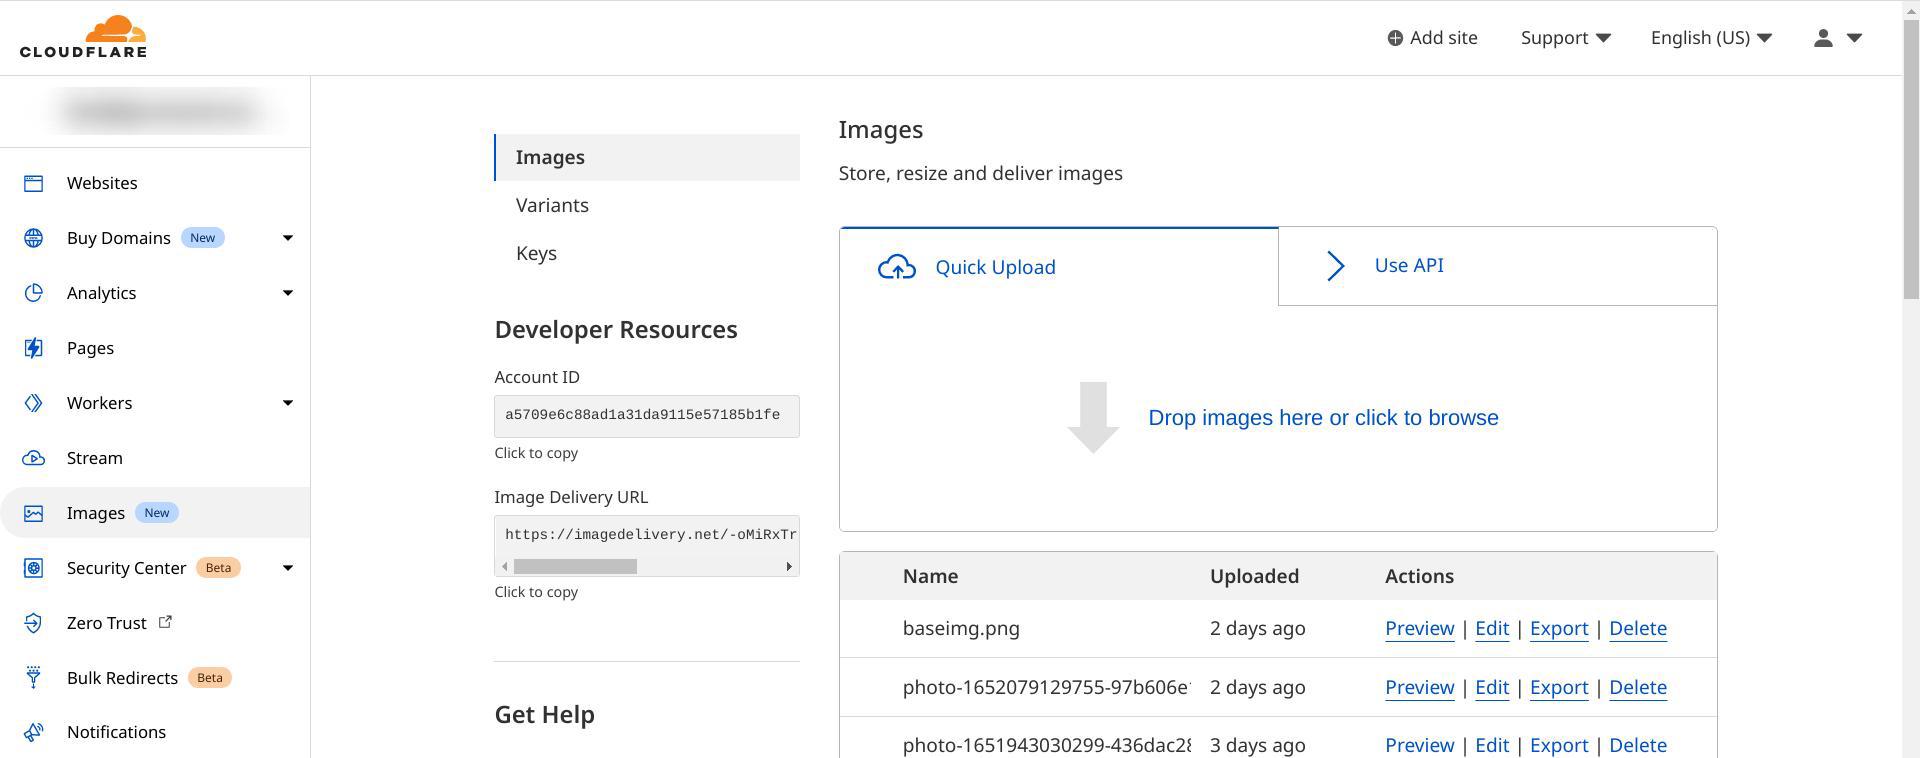 CLOUDFLARE
Add site
Support
English (US)
Websites
Buy Domains New
Analytics
Pages
Workers
Stream
Images New
Security Center Beta
Zero Trust
Bulk Redirects Beta
Notifications
Images
Variants
Keys
Developer Resources
Account ID
a5709e6c88ad1a31da9115e57185b1fe
Click to copy
Image Delivery URL
https://imagedelivery.net/-oMiRxTr
Click to copy
Get Help
Images
Store, resize and deliver images
Quick Upload
Use API
Drop images here or click to browse
Name Uploaded Actions
baseimg.png 2 days ago Preview | Edit | Export | Delete
photo-1652079129755-97b606e 2 days ago Preview | Edit | Export | Delete
photo-1651943030299-436dac28 3 days ago Preview | Edit | Export | Delete